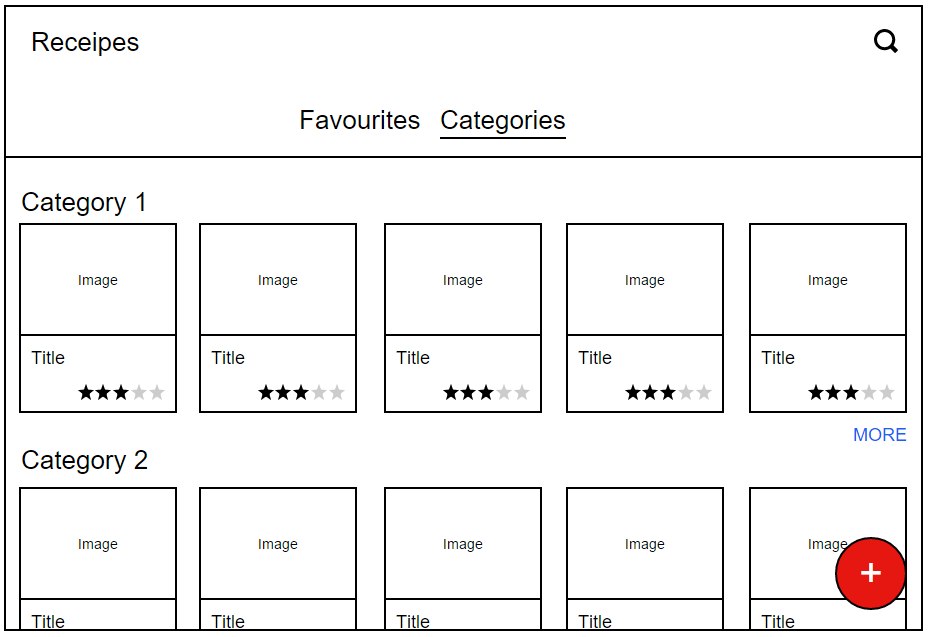 Receipes
Favourites Categories
Category 1
Image Image Image Image Image
Title Title Title Title Title
MORE
Category 2
Image Image Image Image Image
Title Title Title Title Title